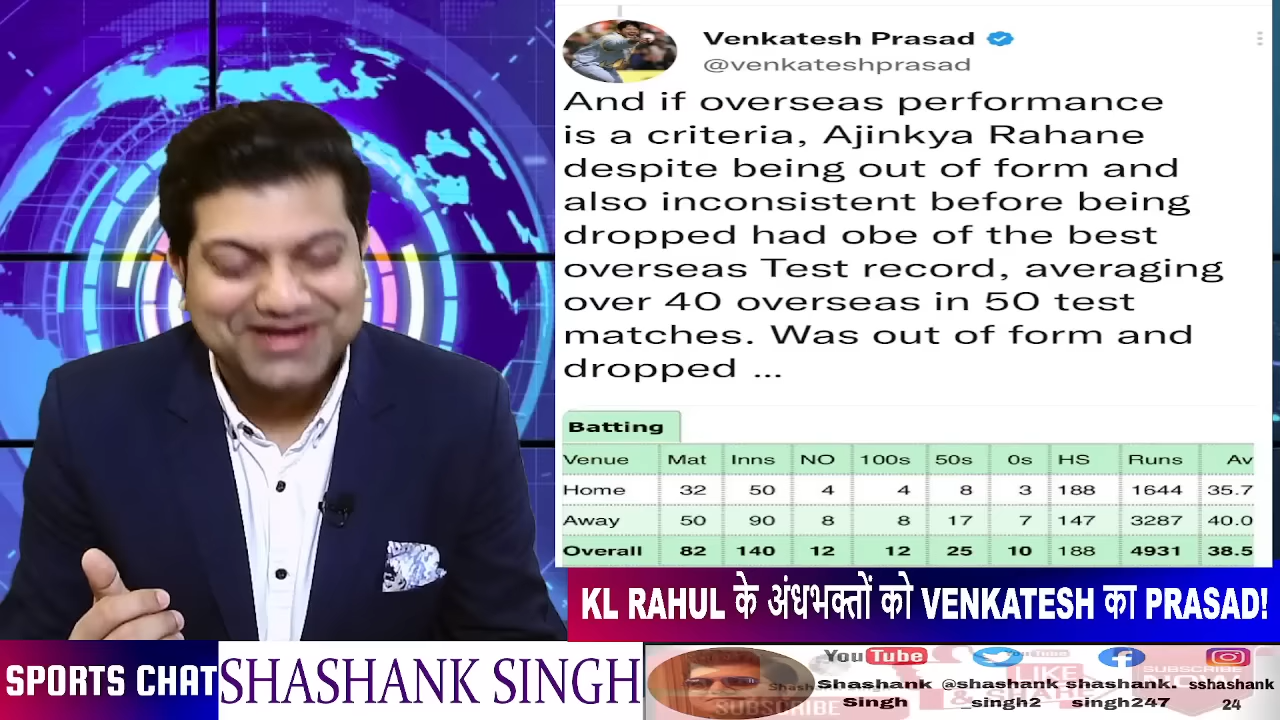 Venkatesh Prasad
@venkateshprasad
And if overseas performance
is a criteria, Ajinkya Rahane
despite being out of form and
also inconsistent before being
dropped had obe of the best
overseas Test record, averaging
over 40 overseas in 50 test
matches. Was out of form and
dropped ...
Batting
Venue Mat Inns NO 100s 50s 0s HS Runs Av
Home 32 50 4 4 8 3 188 1644 35.7
Away 50 90 8 8 17 7 147 3287 40.0
Overall 82 140 12 12 25 10 188 4931 38.5
KL RAHUL के अंधभक्तों को VENKATESH का PRASAD!
SPORTS CHAT SHASHANK SINGH
YouTube
Shashank @shashank shashank. sshashank
Singh _singh2 singh247 24
LIKE
& SHARE
SUBSCRIBE
SUBSCRIBE